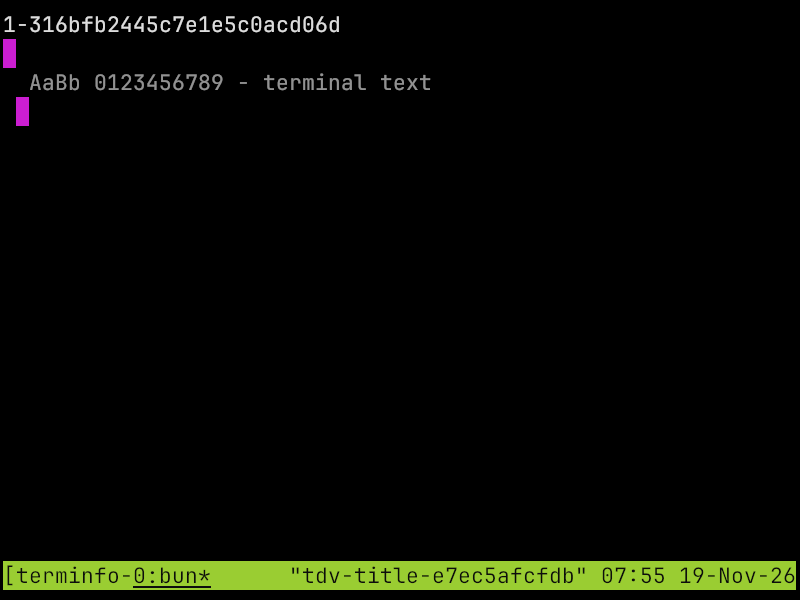 1-316bfb2445c7e1e5c0acd06d
AaBb 0123456789 - terminal text
[terminfo-0:bun* "tdv-title-e7ec5afcfdb" 07:55 19-Nov-26